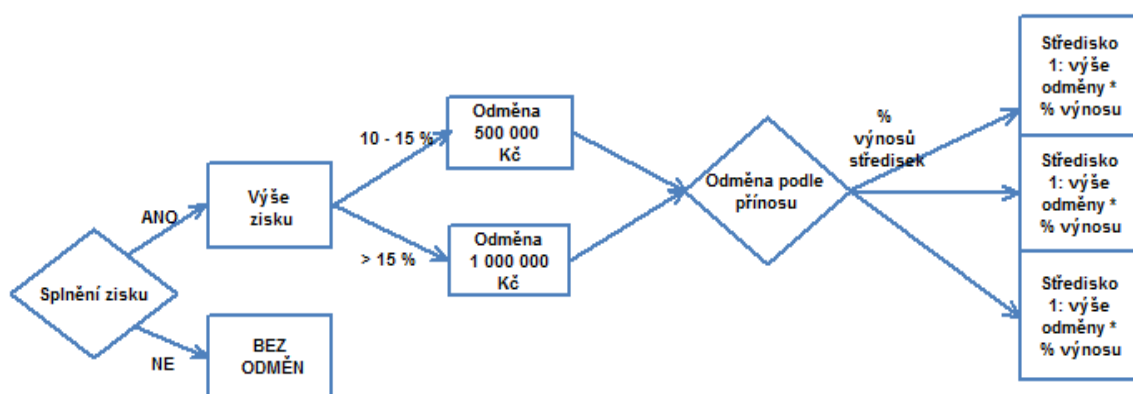 Splnění zisku
ANO
NE
Výše
zisku
BEZ
ODMĚN
10 - 15 %
> 15 %
Odměna
500 000
Kč
Odměna
1 000 000
Kč
Odměna podle
přínosu
%
výnosů
středisek
Středisko
1: výše
odměny *
% výnosu
Středisko
1: výše
odměny *
% výnosu
Středisko
1: výše
odměny *
% výnosu